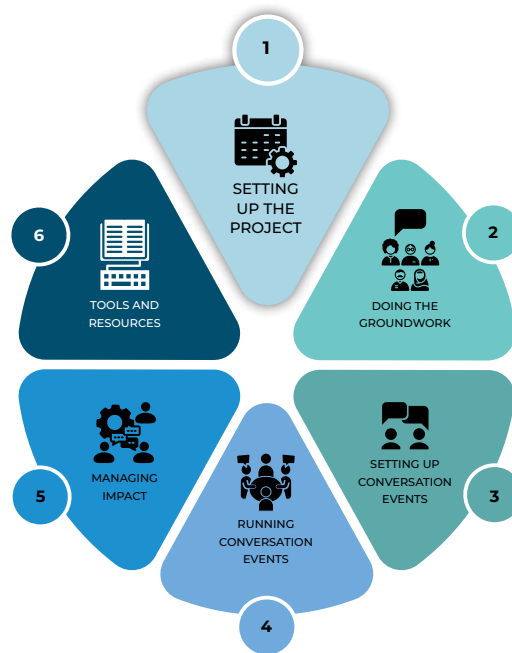 1
SETTING
UP THE
PROJECT
2
DOING THE
GROUNDWORK
3
SETTING UP
CONVERSATION
EVENTS
4
RUNNING
CONVERSATION
EVENTS
5
MANAGING
IMPACT
6
TOOLS AND
RESOURCES